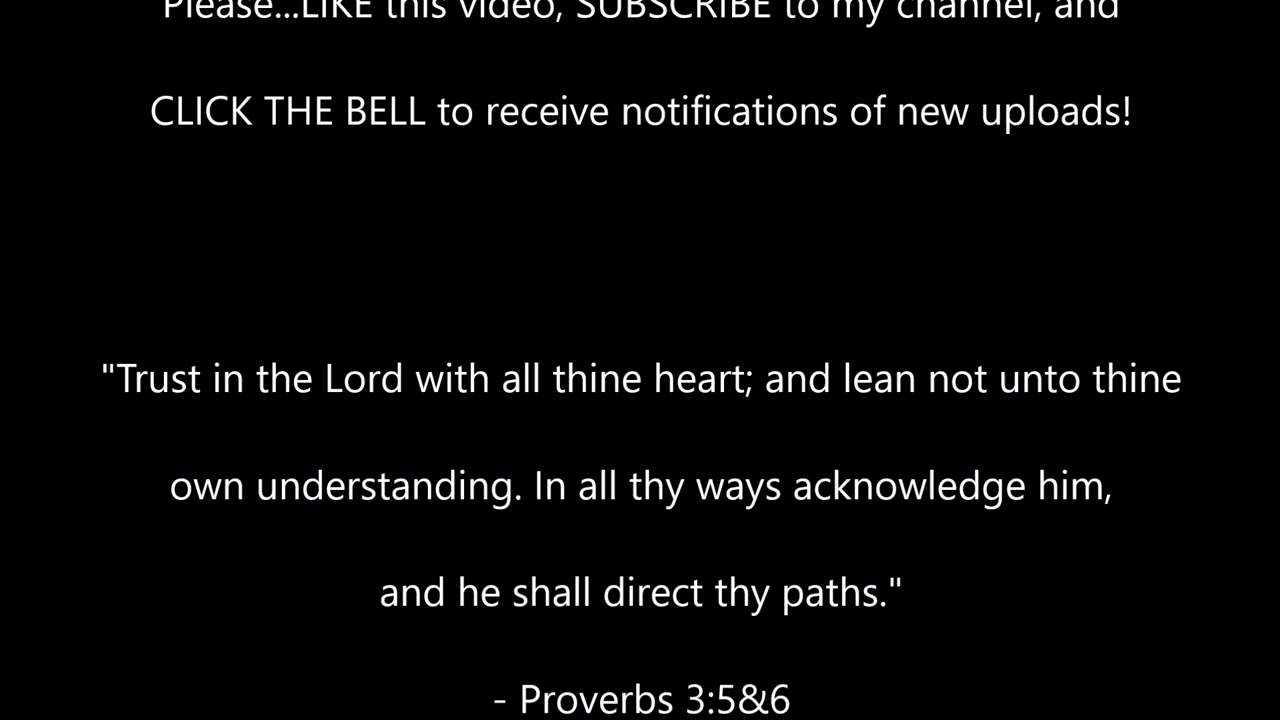 Please...LIKE this video, SUBSCRIBE to my channel, and
CLICK THE BELL to receive notifications of new uploads!
"Trust in the Lord with all thine heart; and lean not unto thine
own understanding. In all thy ways acknowledge him,
and he shall direct thy paths."
- Proverbs 3:5&6